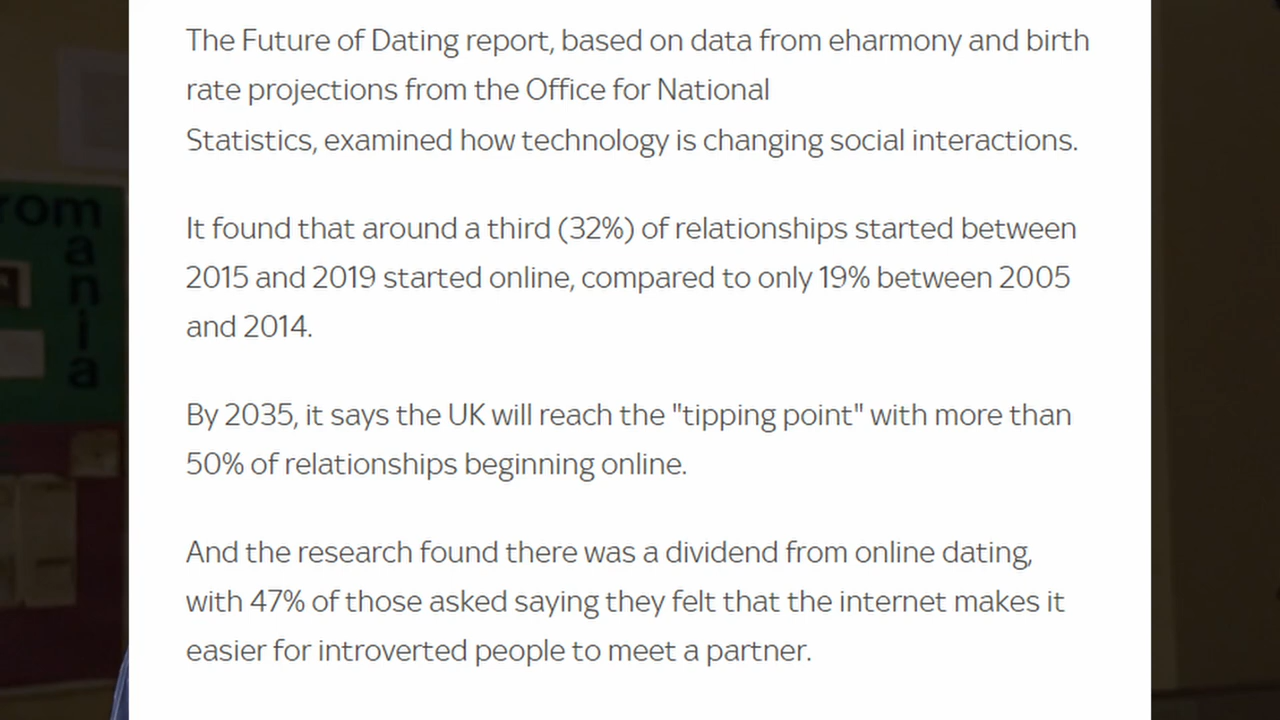 The Future of Dating report, based on data from eharmony and birth
rate projections from the Office for National
Statistics, examined how technology is changing social interactions.
It found that around a third (32%) of relationships started between
2015 and 2019 started online, compared to only 19% between 2005
and 2014.
By 2035, it says the UK will reach the "tipping point" with more than
50% of relationships beginning online.
And the research found there was a dividend from online dating,
with 47% of those asked saying they felt that the internet makes it
easier for introverted people to meet a partner.
rom
a
n
i
a